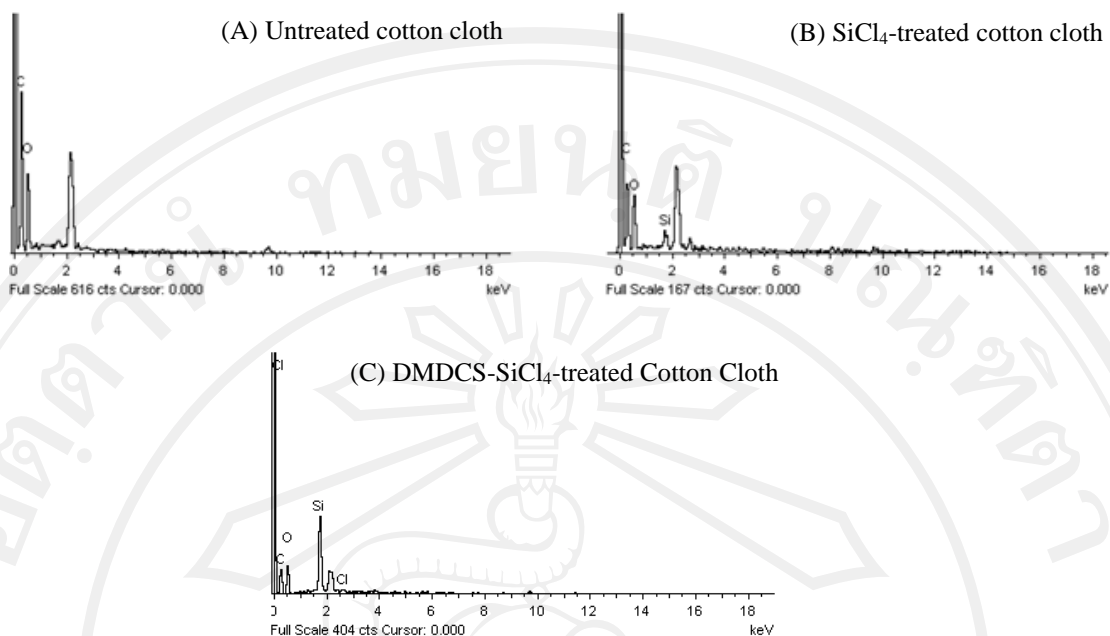 (A) Untreated cotton cloth
C
O
0 2 4 6 8 10 12 14 16 18
Full Scale 616 cts Cursor: 0.000 keV
(B) SiCl₄-treated cotton cloth
C
O
Si
0 2 4 6 8 10 12 14 16 18
Full Scale 167 cts Cursor: 0.000 keV
(C) DMDCS-SiCl₄-treated Cotton Cloth
Cl
Si
O
C
Cl
0 2 4 6 8 10 12 14 16 18
Full Scale 404 cts Cursor: 0.000 keV